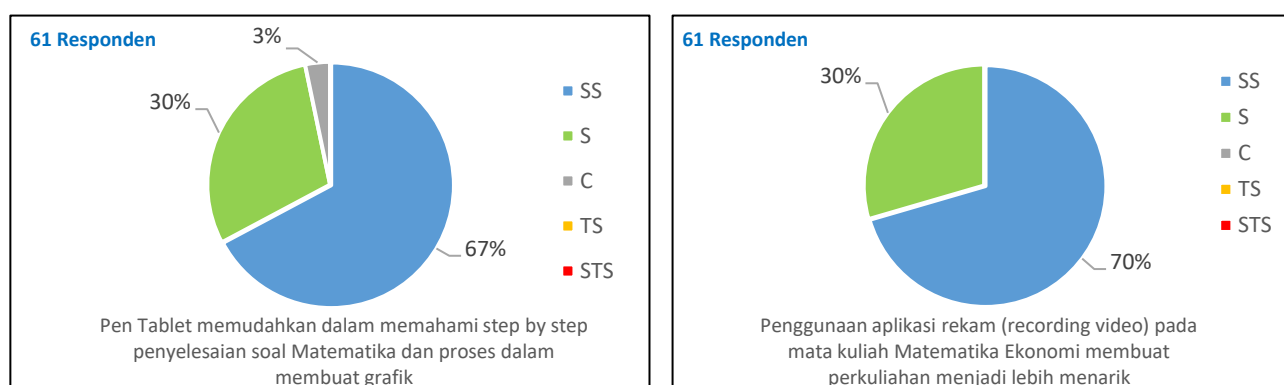 61 Responden
3%
30%
67%
SS
S
C
TS
STS
Pen Tablet memudahkan dalam memahami step by step
penyelesaian soal Matematika dan proses dalam
membuat grafik
61 Responden
30%
70%
SS
S
C
TS
STS
Penggunaan aplikasi rekam (recording video) pada
mata kuliah Matematika Ekonomi membuat
perkuliahan menjadi lebih menarik